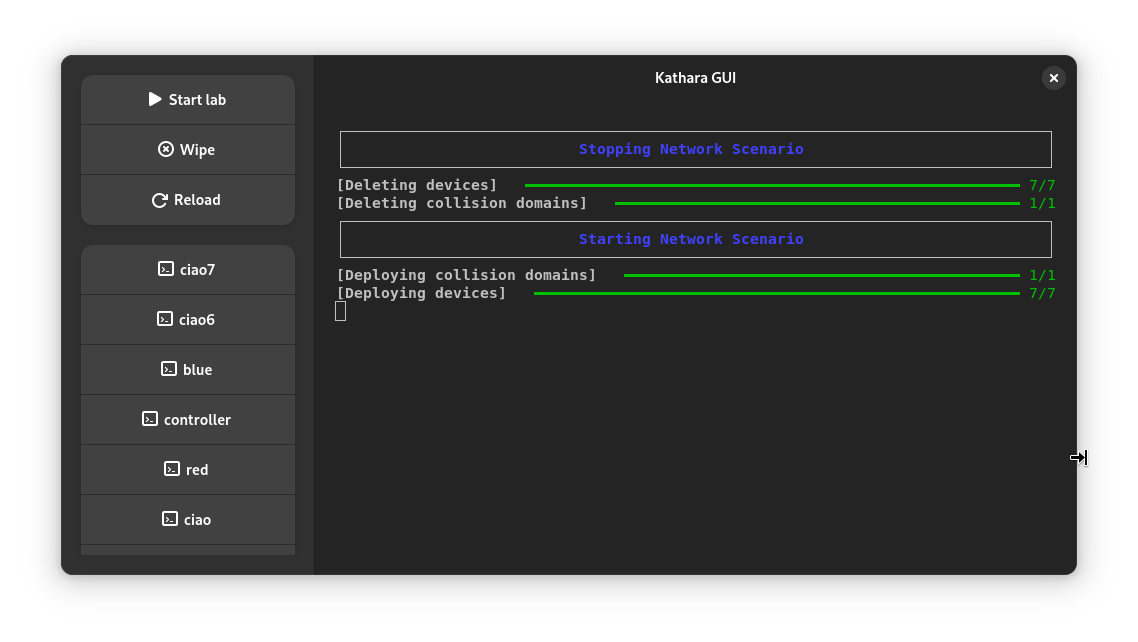 Kathara GUI
Start lab
Wipe
Reload
ciao7
ciao6
blue
controller
red
ciao
Stopping Network Scenario
[Deleting devices] 7/7
[Deleting collision domains] 1/1
Starting Network Scenario
[Deploying collision domains] 1/1
[Deploying devices] 7/7